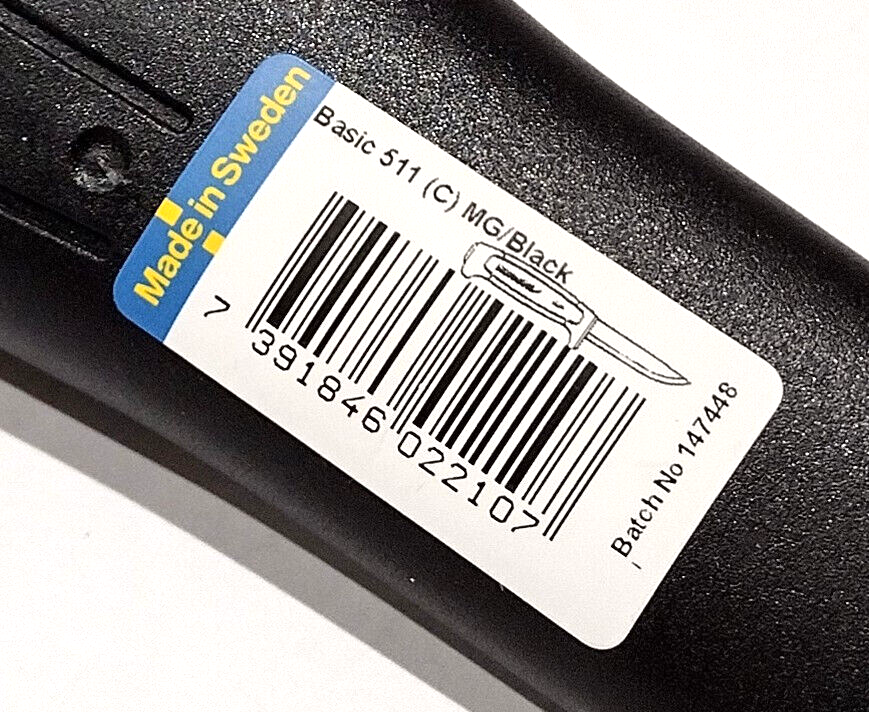 Made in Sweden
Basic 511 (C) MG/Black
7 391846 022107
Batch No 147448